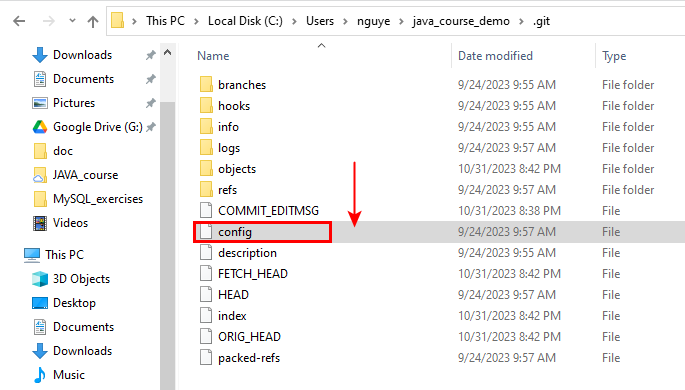 This PC > Local Disk (C:) > Users > nguye > java_course_demo > .git
Downloads
Documents
Pictures
Google Drive (G:)
doc
JAVA_course
MySQL_exercises
Videos
This PC
3D Objects
Desktop
Documents
Downloads
Music
Name Date modified Type
branches 9/24/2023 9:55 AM File folder
hooks 9/24/2023 9:55 AM File folder
info 9/24/2023 9:55 AM File folder
logs 9/24/2023 9:57 AM File folder
objects 10/31/2023 8:42 PM File folder
refs 9/24/2023 9:57 AM File folder
COMMIT_EDITMSG 10/31/2023 8:38 PM File
config 9/24/2023 9:57 AM File
description 9/24/2023 9:55 AM File
FETCH_HEAD 10/31/2023 8:42 PM File
HEAD 9/24/2023 9:57 AM File
index 10/31/2023 8:42 PM File
ORIG_HEAD 10/31/2023 8:42 PM File
packed-refs 9/24/2023 9:57 AM File